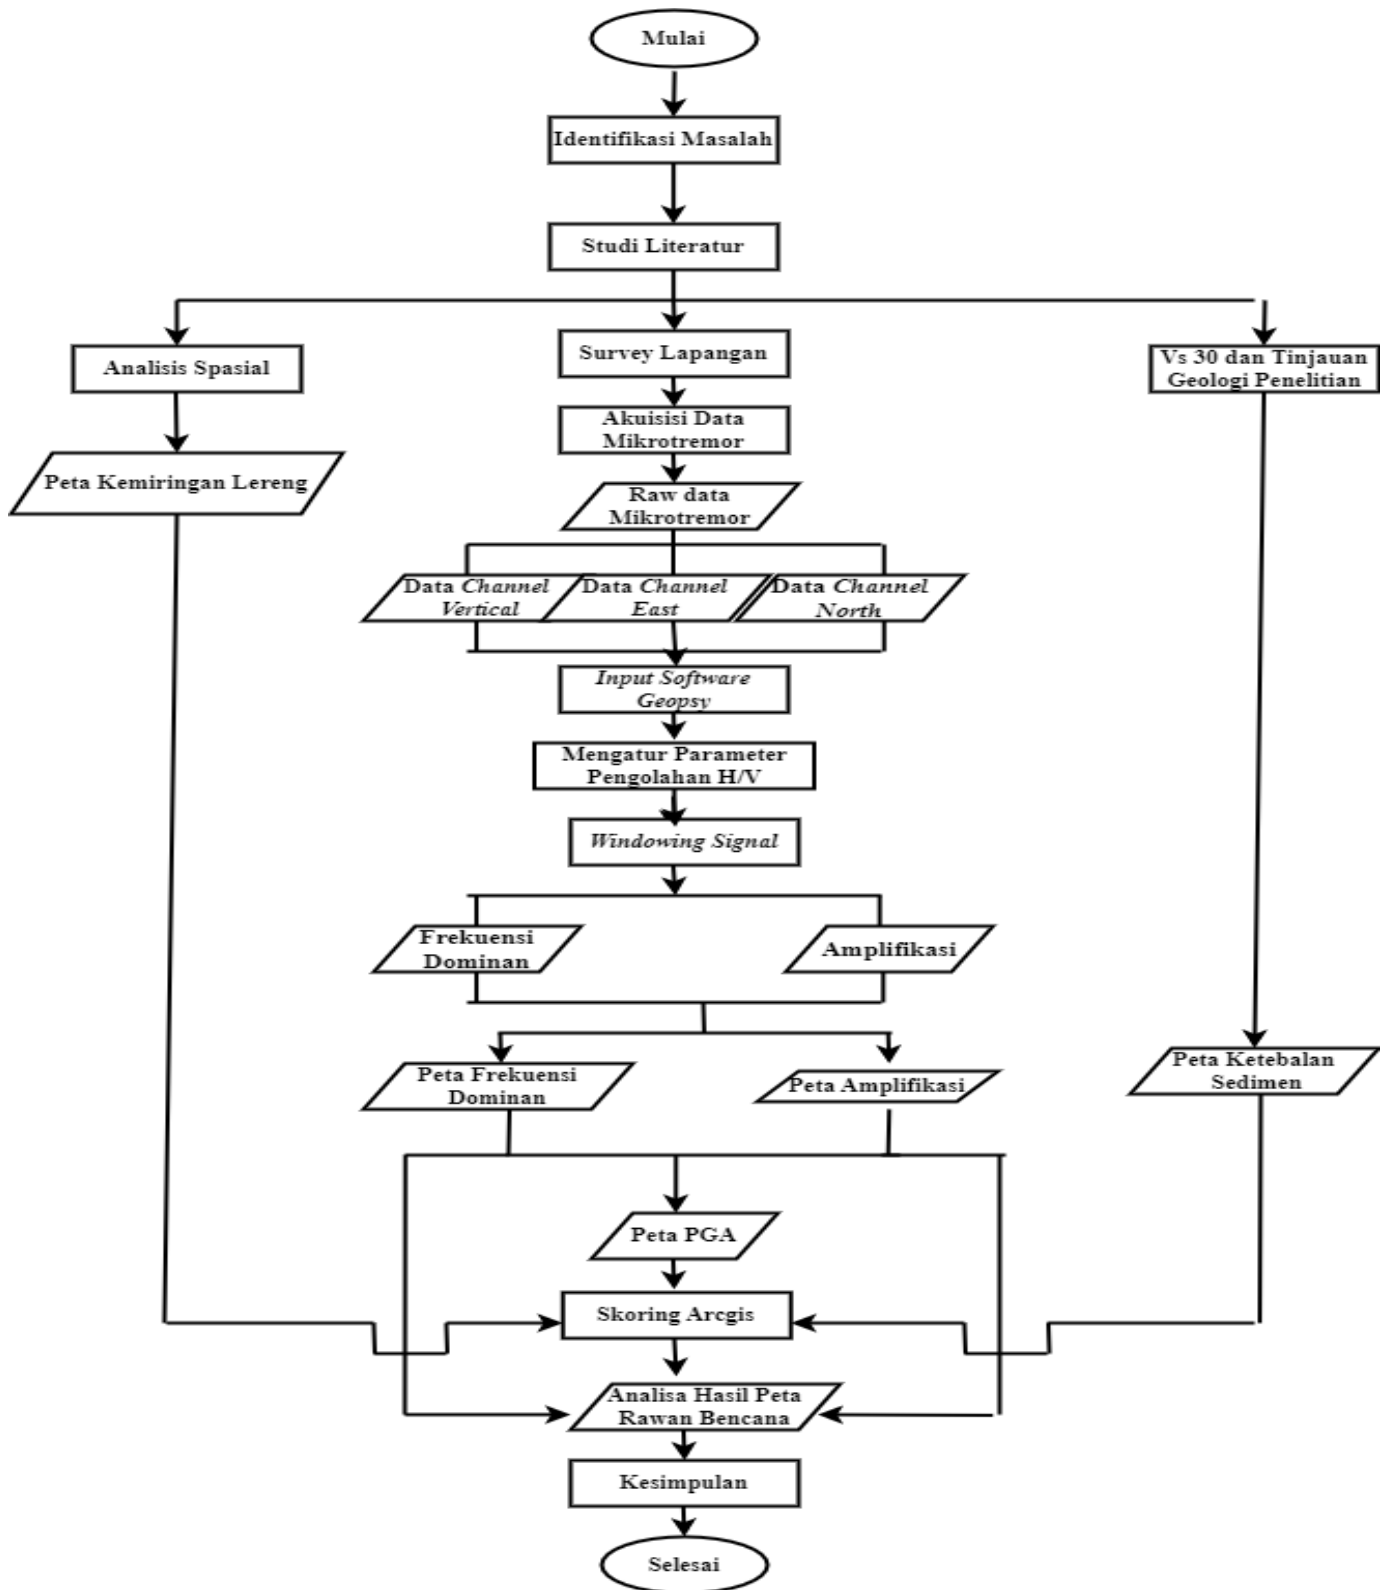 Mulai
Identifikasi Masalah
Studi Literatur
Analisis Spasial
Survey Lapangan
Vs 30 dan Tinjauan
Geologi Penelitian
Akuisisi Data
Mikrotremor
Peta Kemiringan Lereng
Raw data
Mikrotremor
Data Channel
Vertical
Data Channel
East
Data Channel
North
Input Software
Geopsy
Mengatur Parameter
Pengolahan H/V
Windowing Signal
Frekuensi
Dominan
Amplifikasi
Peta Frekuensi
Dominan
Peta Amplifikasi
Peta Ketebalan
Sedimen
Peta PGA
Skoring Arcgis
Analisa Hasil Peta
Rawan Bencana
Kesimpulan
Selesai